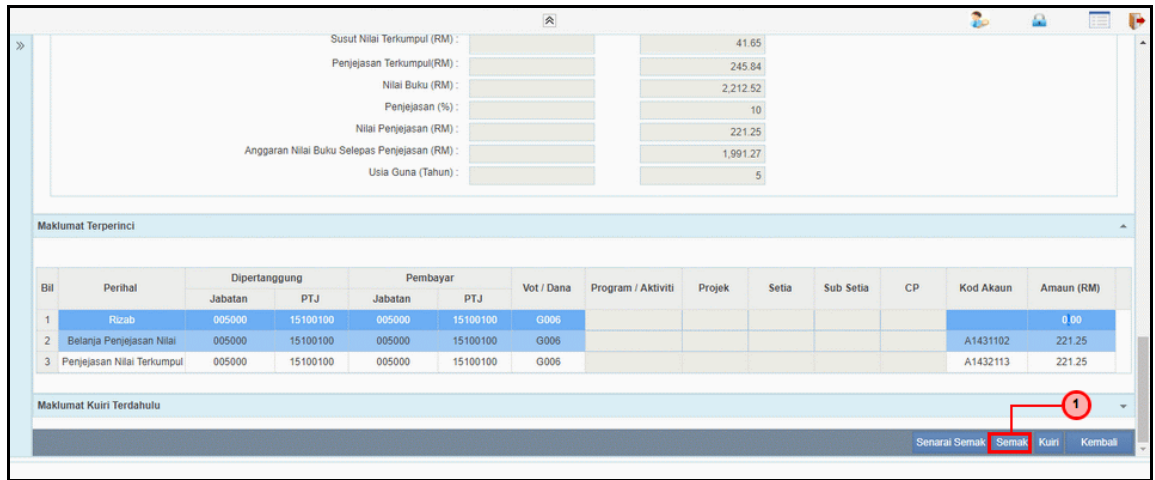 Susut Nilai Terkumpul (RM) : 41.65
Penjejasan Terkumpul(RM) : 245.84
Nilai Buku (RM) : 2,212.52
Penjejasan (%) : 10
Nilai Penjejasan (RM) : 221.25
Anggaran Nilai Buku Selepas Penjejasan (RM) : 1,991.27
Usia Guna (Tahun) : 5
Maklumat Terperinci
Bil Perihal Dipertanggung Pembayar Vot / Dana Program / Aktiviti Projek Setia Sub Setia CP Kod Akaun Amaun (RM)
Jabatan PTJ Jabatan PTJ
1 Rizab 005000 15100100 005000 15100100 G006 0.00
2 Belanja Penjejasan Nilai 005000 15100100 005000 15100100 G006 A1431102 221.25
3 Penjejasan Nilai Terkumpul 005000 15100100 005000 15100100 G006 A1432113 221.25
Maklumat Kuiri Terdahulu
1
Senarai Semak Semak Kuiri Kembali